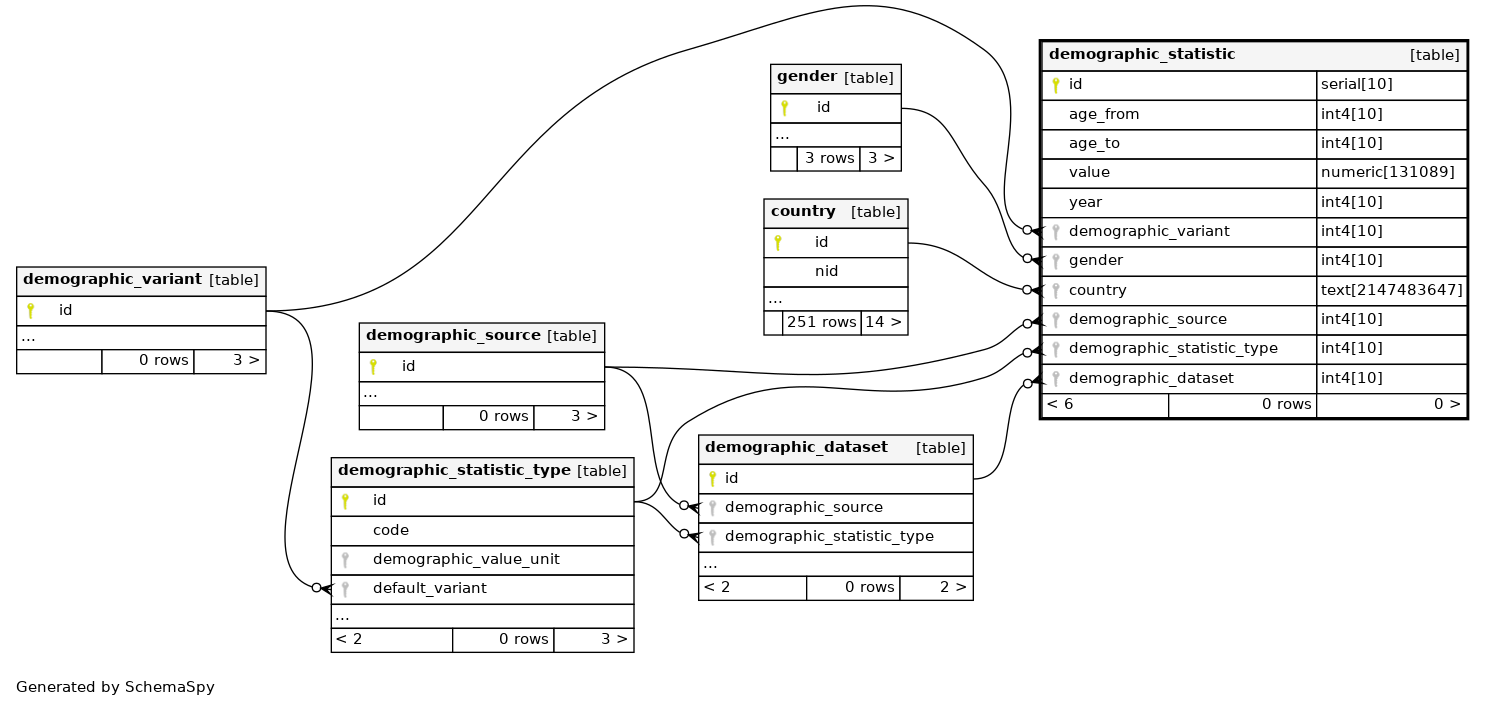 demographic_statistic [table]
id serial[10]
age_from int4[10]
age_to int4[10]
value numeric[131089]
year int4[10]
demographic_variant int4[10]
gender int4[10]
country text[2147483647]
demographic_source int4[10]
demographic_statistic_type int4[10]
demographic_dataset int4[10]
< 6 0 rows 0 >
gender [table]
id
...
3 rows 3 >
country [table]
id
nid
...
251 rows 14 >
demographic_variant [table]
id
...
0 rows 3 >
demographic_source [table]
id
...
0 rows 3 >
demographic_statistic_type [table]
id
code
demographic_value_unit
default_variant
...
< 2 0 rows 3 >
demographic_dataset [table]
id
demographic_source
demographic_statistic_type
...
< 2 0 rows 2 >
Generated by SchemaSpy